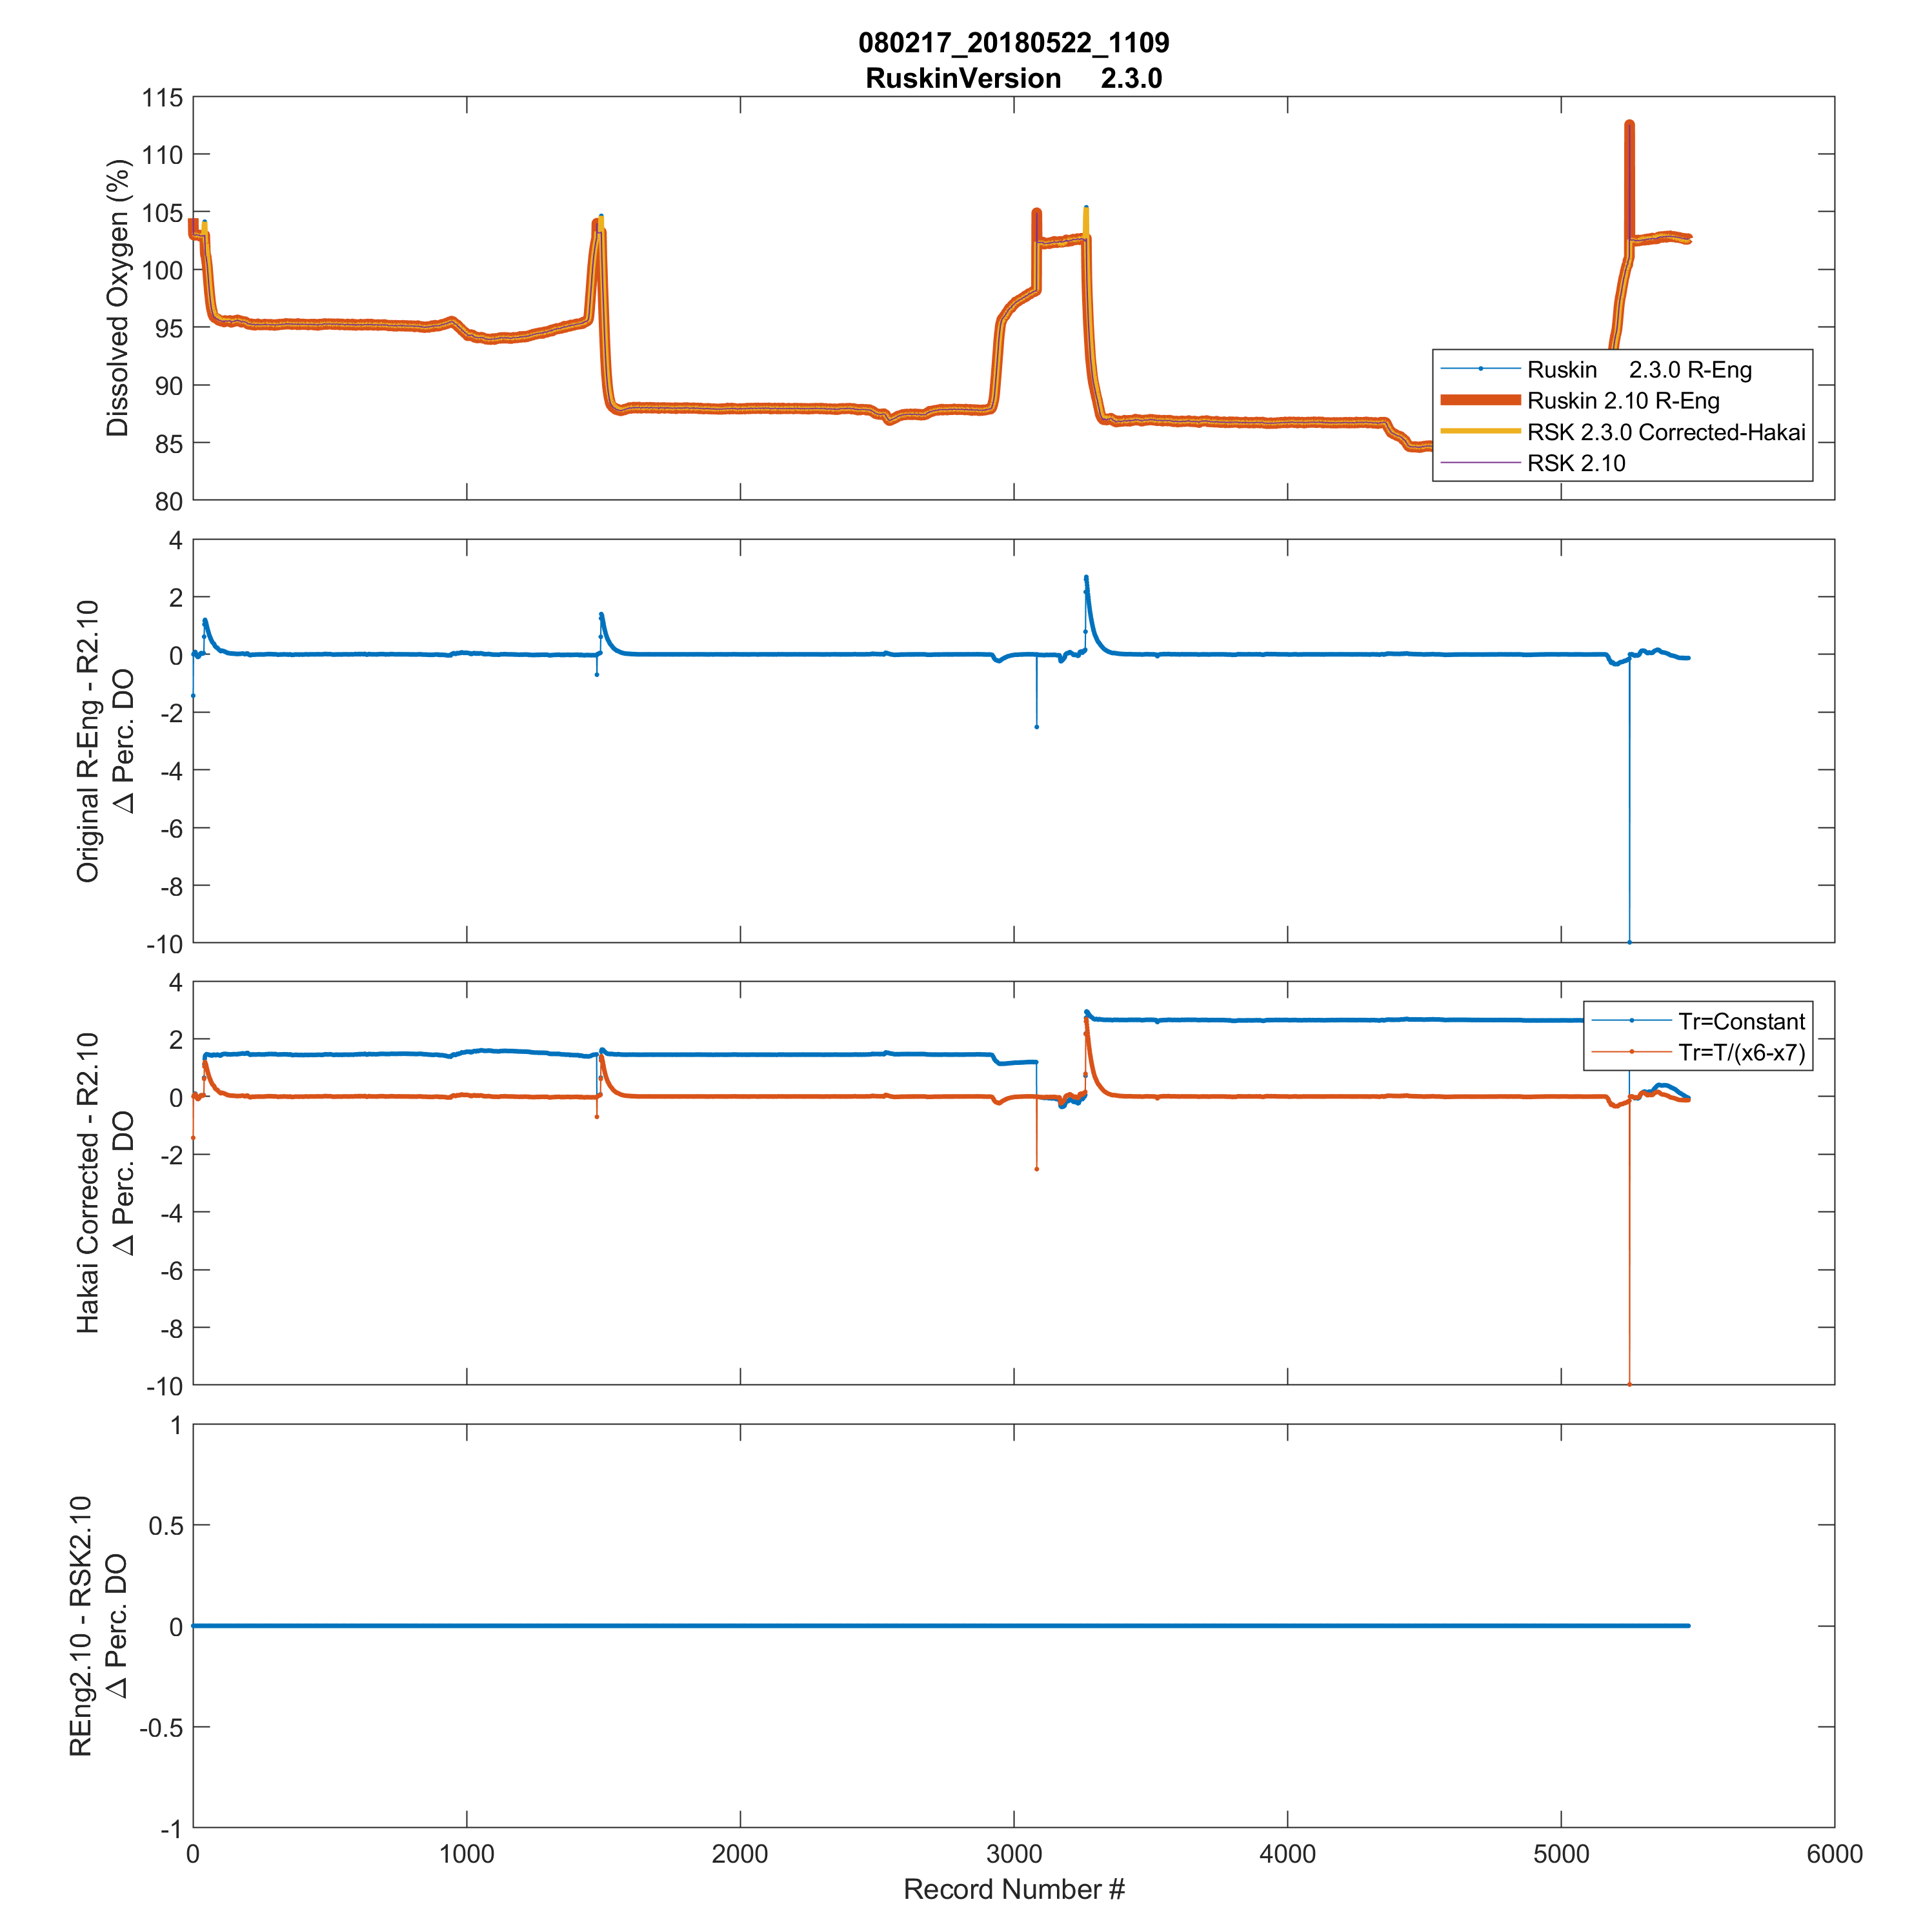 080217_20180522_1109
RuskinVersion 2.3.0
115
110
105
100
95
90
85
80
Dissolved Oxygen (%)
Ruskin 2.3.0 R-Eng
Ruskin 2.10 R-Eng
RSK 2.3.0 Corrected-Hakai
RSK 2.10
4
2
0
-2
-4
-6
-8
-10
Original R-Eng - R2.10
Δ Perc. DO
4
2
0
-2
-4
-6
-8
-10
Hakai Corrected - R2.10
Δ Perc. DO
Tr=Constant
Tr=T/(x6-x7)
1
0.5
0
-0.5
-1
REng2.10 - RSK2.10
Δ Perc. DO
0 1000 2000 3000 4000 5000 6000
Record Number #